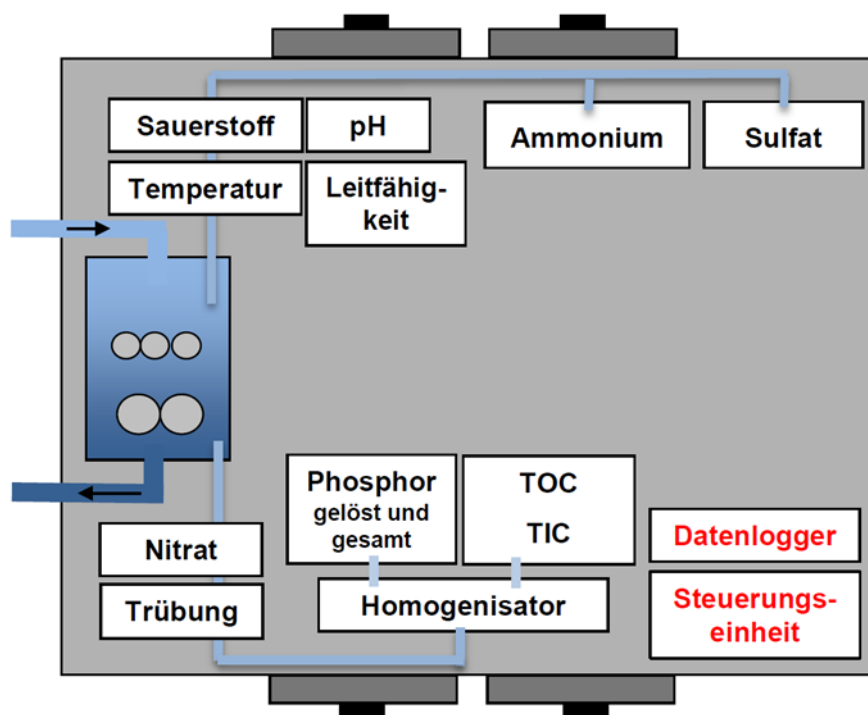 Sauerstoff
pH
Ammonium
Sulfat
Temperatur
Leitfähig-
keit
Phosphor
gelöst und
gesamt
TOC
TIC
Nitrat
Trübung
Homogenisator
Datenlogger
Steuerungs-
einheit